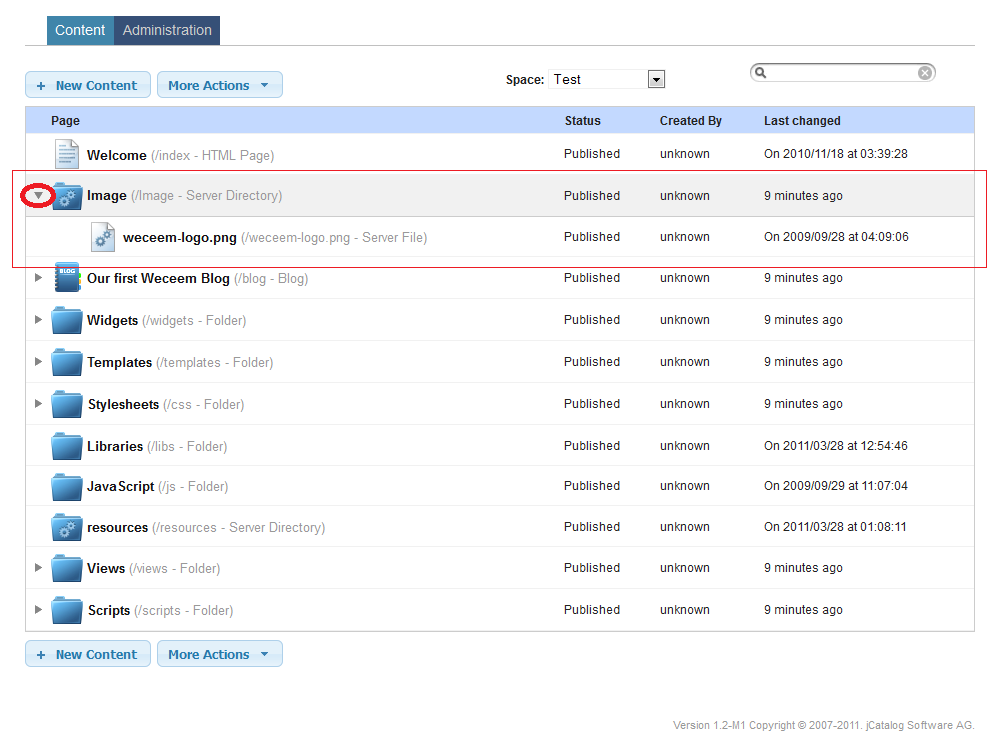 Content Administration
+ New Content More Actions Space: Test
Page Status Created By Last changed
Welcome (/index - HTML Page) Published unknown On 2010/11/18 at 03:39:28
Image (/Image - Server Directory) Published unknown 9 minutes ago
weceem-logo.png (/weceem-logo.png - Server File) Published unknown On 2009/09/28 at 04:09:06
BLOG Our first Weceem Blog (/blog - Blog) Published unknown 9 minutes ago
Widgets (/widgets - Folder) Published unknown 9 minutes ago
Templates (/templates - Folder) Published unknown 9 minutes ago
Stylesheets (/css - Folder) Published unknown 9 minutes ago
Libraries (/libs - Folder) Published unknown On 2011/03/28 at 12:54:46
JavaScript (/js - Folder) Published unknown On 2009/09/29 at 11:07:04
resources (/resources - Server Directory) Published unknown On 2011/03/28 at 01:08:11
Views (/views - Folder) Published unknown 9 minutes ago
Scripts (/scripts - Folder) Published unknown 9 minutes ago
+ New Content More Actions
Version 1.2-M1 Copyright © 2007-2011. jCatalog Software AG.